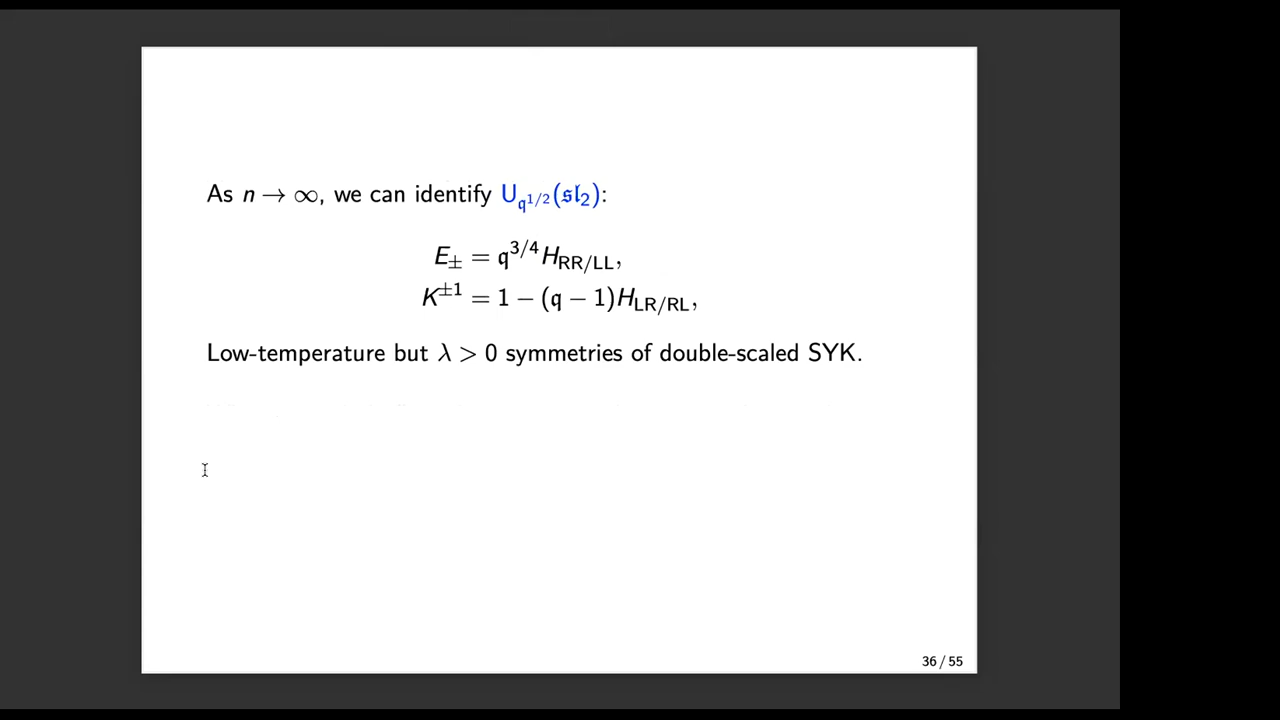 As n → ∞, we can identify U_{𝔮^{1/2}}(𝔰𝔩_2):
E_± = 𝔮^{3/4} H_{RR/LL},
K^{±1} = 1 − (𝔮 − 1)H_{LR/RL},
Low-temperature but λ > 0 symmetries of double-scaled SYK.
36 / 55